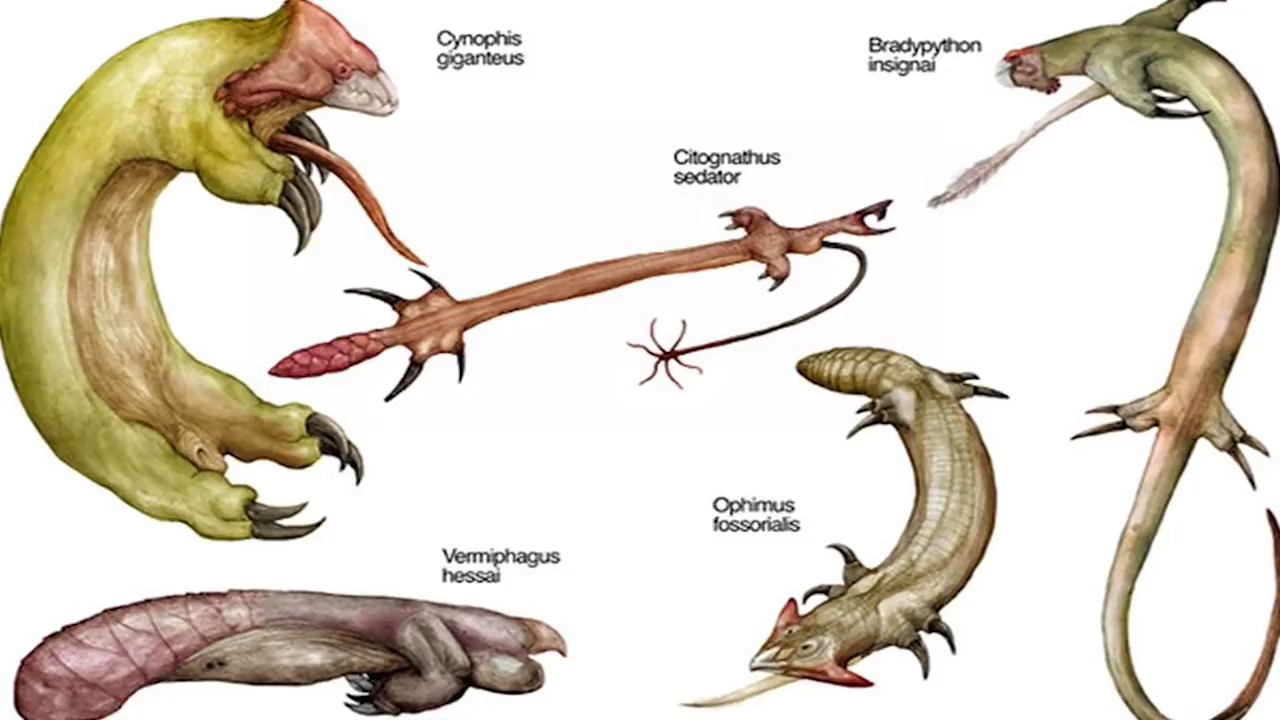 Cynophis
giganteus
Bradypython
insignai
Citognathus
sedator
Ophimus
fossorialis
Vermiphagus
hessai